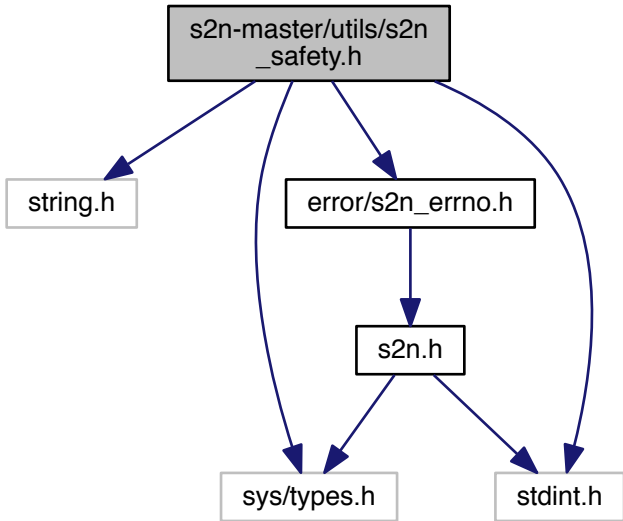 s2n-master/utils/s2n
_safety.h
string.h
error/s2n_errno.h
s2n.h
sys/types.h
stdint.h